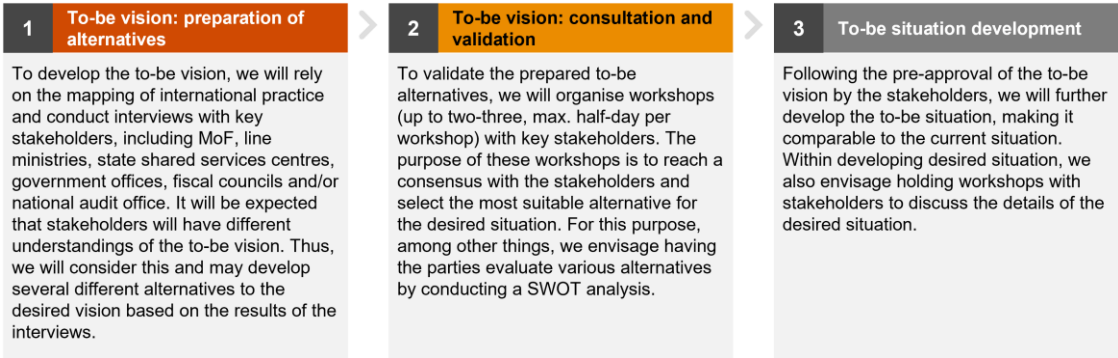 1
To-be vision: preparation of
alternatives
To develop the to-be vision, we will rely
on the mapping of international practice
and conduct interviews with key
stakeholders, including MoF, line
ministries, state shared services centres,
government offices, fiscal councils and/or
national audit office. It will be expected
that stakeholders will have different
understandings of the to-be vision. Thus,
we will consider this and may develop
several different alternatives to the
desired vision based on the results of the
interviews.
2
To-be vision: consultation and
validation
To validate the prepared to-be
alternatives, we will organise workshops
(up to two-three, max. half-day per
workshop) with key stakeholders. The
purpose of these workshops is to reach a
consensus with the stakeholders and
select the most suitable alternative for
the desired situation. For this purpose,
among other things, we envisage having
the parties evaluate various alternatives
by conducting a SWOT analysis.
3
To-be situation development
Following the pre-approval of the to-be
vision by the stakeholders, we will further
develop the to-be situation, making it
comparable to the current situation.
Within developing desired situation, we
also envisage holding workshops with
stakeholders to discuss the details of the
desired situation.